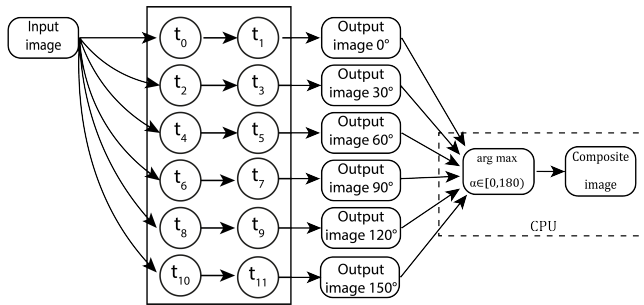 Input
image
t₀
t₁
Output
image 0°
t₂
t₃
Output
image 30°
t₄
t₅
Output
image 60°
t₆
t₇
Output
image 90°
t₈
t₉
Output
image 120°
t₁₀
t₁₁
Output
image 150°
arg max
α∈[0,180)
Composite
image
CPU